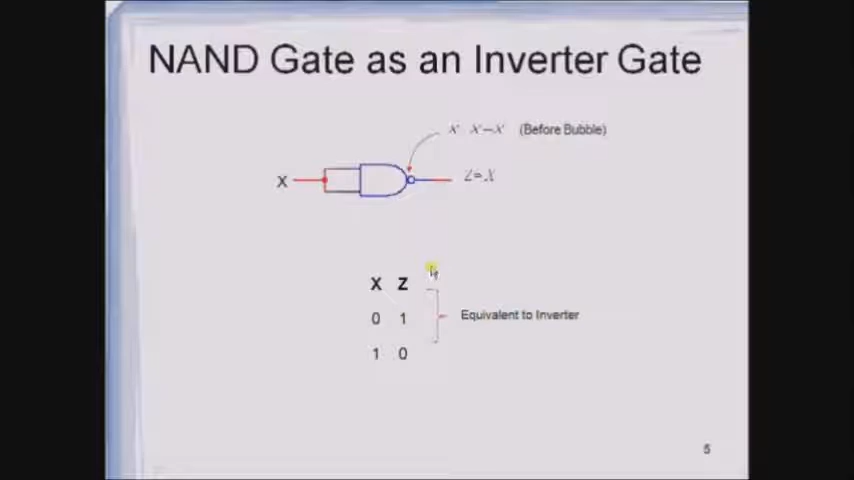 NAND Gate as an Inverter Gate
X X=X (Before Bubble)
X
Z=X
X Z
0 1
Equivalent to Inverter
1 0
5